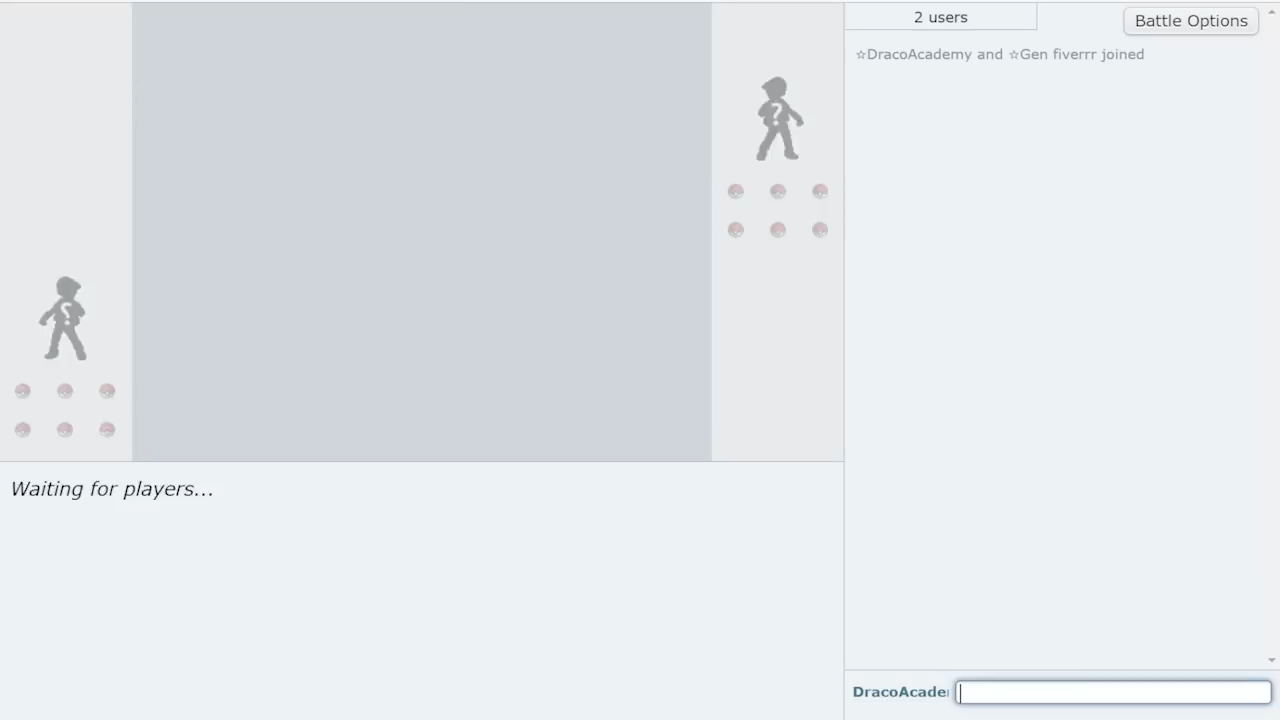 2 users
Battle Options
☆DracoAcademy and ☆Gen fiverrr joined
Waiting for players...
DracoAcade